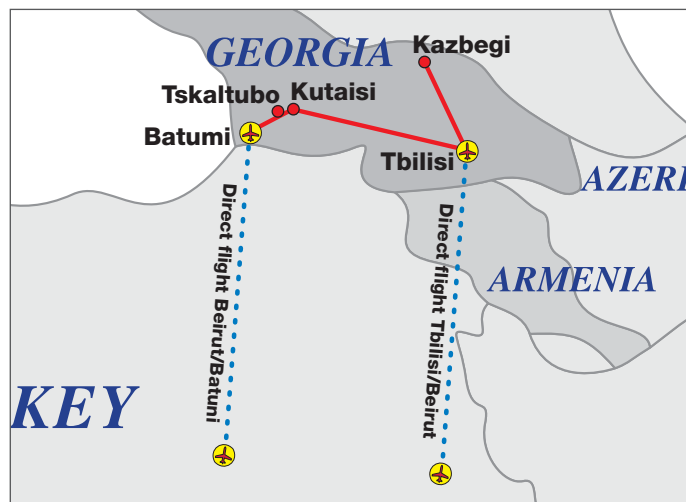 GEORGIA
Kazbegi
Tskaltubo
Kutaisi
Batumi
Tbilisi
AZERI
ARMENIA
Direct flight Beirut/Batuni
Direct flight Tbilisi/Beirut
KEY